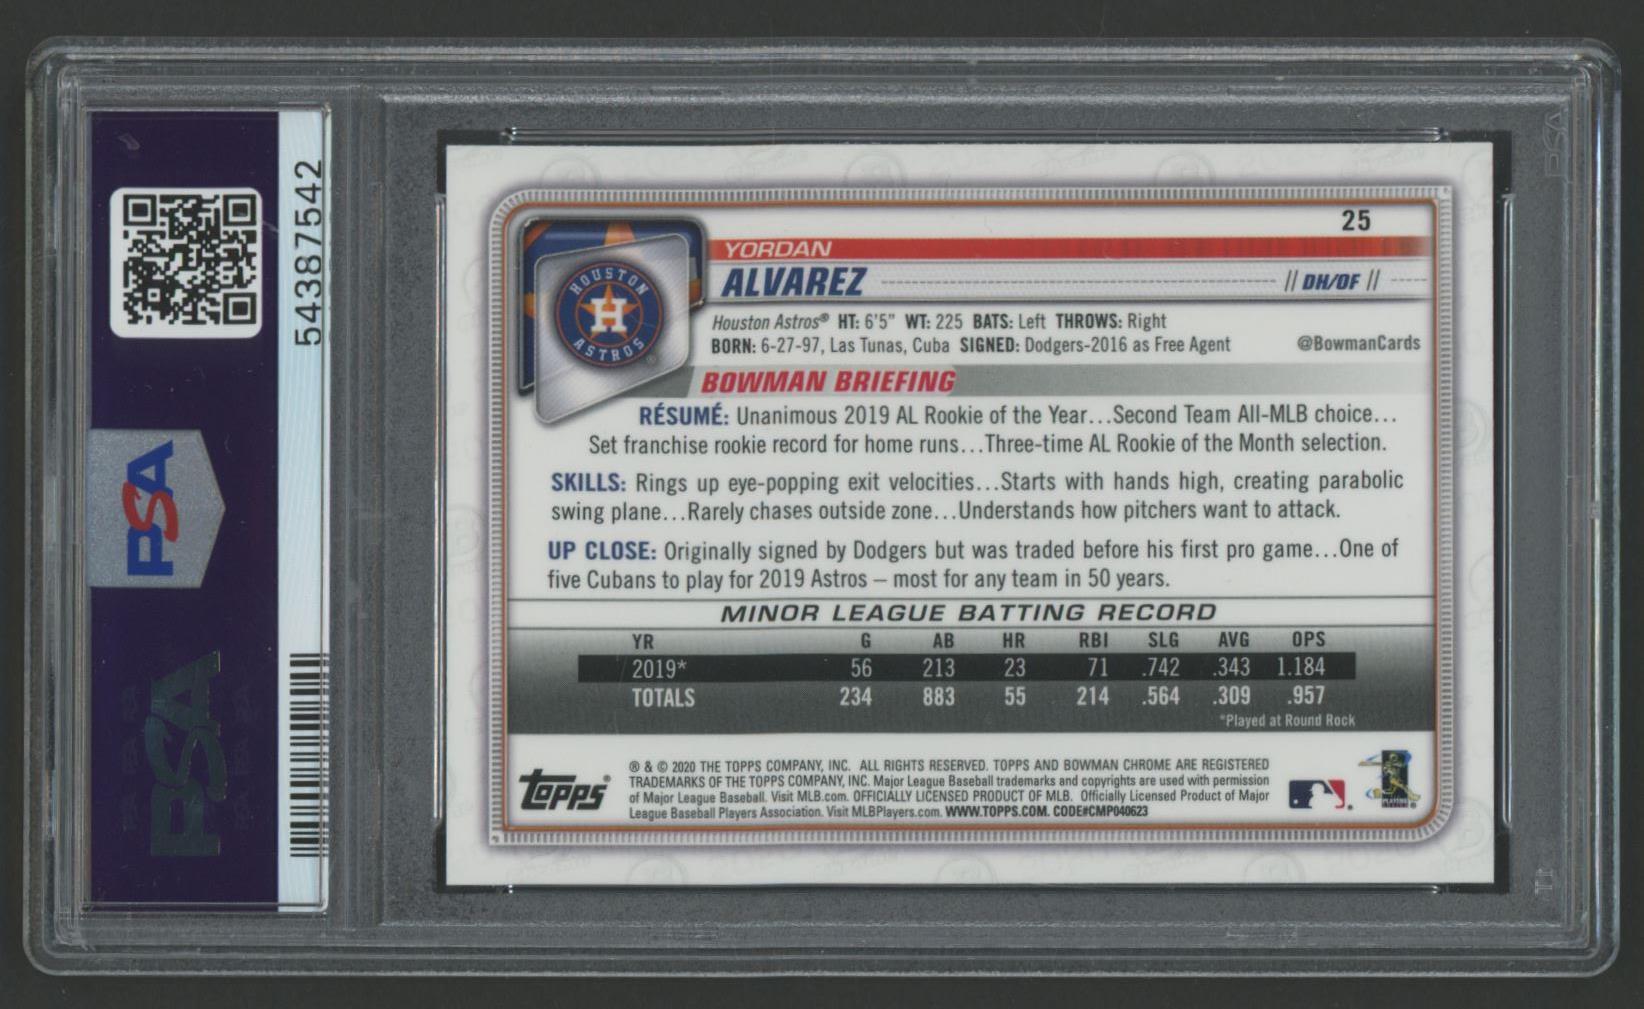 54387542
PSA
PSA
25
YORDAN
ALVAREZ
// DH/OF //
HOUSTON
H
ASTROS
®
Houston Astros® HT: 6'5" WT: 225 BATS: Left THROWS: Right
BORN: 6-27-97, Las Tunas, Cuba SIGNED: Dodgers-2016 as Free Agent
@BowmanCards
BOWMAN BRIEFING
RÉSUMÉ: Unanimous 2019 AL Rookie of the Year...Second Team All-MLB choice...
Set franchise rookie record for home runs...Three-time AL Rookie of the Month selection.
SKILLS: Rings up eye-popping exit velocities...Starts with hands high, creating parabolic
swing plane...Rarely chases outside zone...Understands how pitchers want to attack.
UP CLOSE: Originally signed by Dodgers but was traded before his first pro game...One of
five Cubans to play for 2019 Astros – most for any team in 50 years.
MINOR LEAGUE BATTING RECORD
YR G AB HR RBI SLG AVG OPS
2019* 56 213 23 71 .742 .343 1.184
TOTALS 234 883 55 214 .564 .309 .957
*Played at Round Rock
Topps®
® & © 2020 THE TOPPS COMPANY, INC. ALL RIGHTS RESERVED. TOPPS AND BOWMAN CHROME ARE REGISTERED
TRADEMARKS OF THE TOPPS COMPANY, INC. Major League Baseball trademarks and copyrights are used with permission
of Major League Baseball. Visit MLB.com. OFFICIALLY LICENSED PRODUCT OF MLB. Officially Licensed Product of Major
League Baseball Players Association. Visit MLBPlayers.com. WWW.TOPPS.COM. CODE#CMP040623
PSA